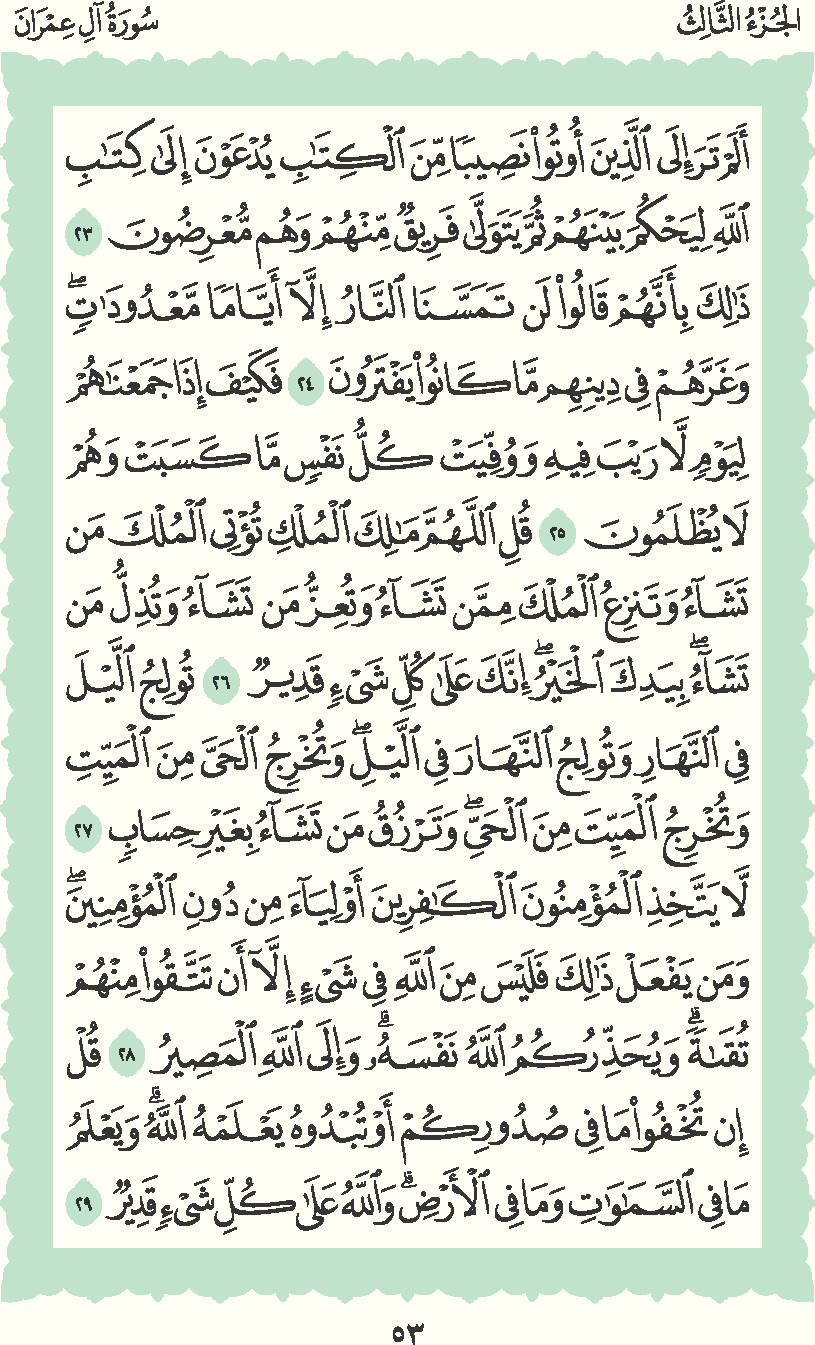 الجُزْءُ الثَّالِثُ
سُورَةُ آلِ عِمْرَانَ
أَلَمْ تَرَ إِلَى ٱلَّذِينَ أُوتُوا۟ نَصِيبًا مِّنَ ٱلْكِتَـٰبِ يُدْعَوْنَ إِلَىٰ كِتَـٰبِ
ٱللَّهِ لِيَحْكُمَ بَيْنَهُمْ ثُمَّ يَتَوَلَّىٰ فَرِيقٌ مِّنْهُمْ وَهُم مُّعْرِضُونَ ٢٣
ذَٰلِكَ بِأَنَّهُمْ قَالُوا۟ لَن تَمَسَّنَا ٱلنَّارُ إِلَّآ أَيَّامًا مَّعْدُودَٰتٍ ۖ
وَغَرَّهُمْ فِى دِينِهِم مَّا كَانُوا۟ يَفْتَرُونَ ٢٤ فَكَيْفَ إِذَا جَمَعْنَـٰهُمْ
لِيَوْمٍ لَّا رَيْبَ فِيهِ وَوُفِّيَتْ كُلُّ نَفْسٍ مَّا كَسَبَتْ وَهُمْ
لَا يُظْلَمُونَ ٢٥ قُلِ ٱللَّهُمَّ مَـٰلِكَ ٱلْمُلْكِ تُؤْتِى ٱلْمُلْكَ مَن
تَشَآءُ وَتَنزِعُ ٱلْمُلْكَ مِمَّن تَشَآءُ وَتُعِزُّ مَن تَشَآءُ وَتُذِلُّ مَن
تَشَآءُ ۖ بِيَدِكَ ٱلْخَيْرُ ۖ إِنَّكَ عَلَىٰ كُلِّ شَىْءٍ قَدِيرٌ ٢٦ تُولِجُ ٱلَّيْلَ
فِى ٱلنَّهَارِ وَتُولِجُ ٱلنَّهَارَ فِى ٱلَّيْلِ ۖ وَتُخْرِجُ ٱلْحَىَّ مِنَ ٱلْمَيِّتِ
وَتُخْرِجُ ٱلْمَيِّتَ مِنَ ٱلْحَىِّ ۖ وَتَرْزُقُ مَن تَشَآءُ بِغَيْرِ حِسَابٍ ٢٧
لَّا يَتَّخِذِ ٱلْمُؤْمِنُونَ ٱلْكَـٰفِرِينَ أَوْلِيَآءَ مِن دُونِ ٱلْمُؤْمِنِينَ ۖ
وَمَن يَفْعَلْ ذَٰلِكَ فَلَيْسَ مِنَ ٱللَّهِ فِى شَىْءٍ إِلَّآ أَن تَتَّقُوا۟ مِنْهُمْ
تُقَىٰةً ۗ وَيُحَذِّرُكُمُ ٱللَّهُ نَفْسَهُۥ ۗ وَإِلَى ٱللَّهِ ٱلْمَصِيرُ ٢٨ قُلْ
إِن تُخْفُوا۟ مَا فِى صُدُورِكُمْ أَوْ تُبْدُوهُ يَعْلَمْهُ ٱللَّهُ ۗ وَيَعْلَمُ
مَا فِى ٱلسَّمَـٰوَٰتِ وَمَا فِى ٱلْأَرْضِ ۗ وَٱللَّهُ عَلَىٰ كُلِّ شَىْءٍ قَدِيرٌ ٢٩
٥٣